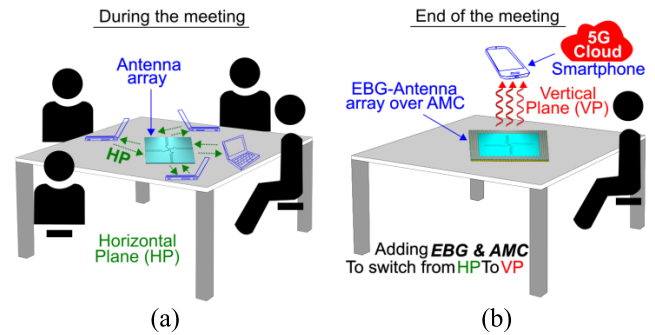 During the meeting
Antenna
array
HP
Horizontal
Plane (HP)
(a)
End of the meeting
5G
Cloud
Smartphone
EBG-Antenna
array over AMC
Vertical
Plane (VP)
Adding EBG & AMC
To switch from HP To VP
(b)